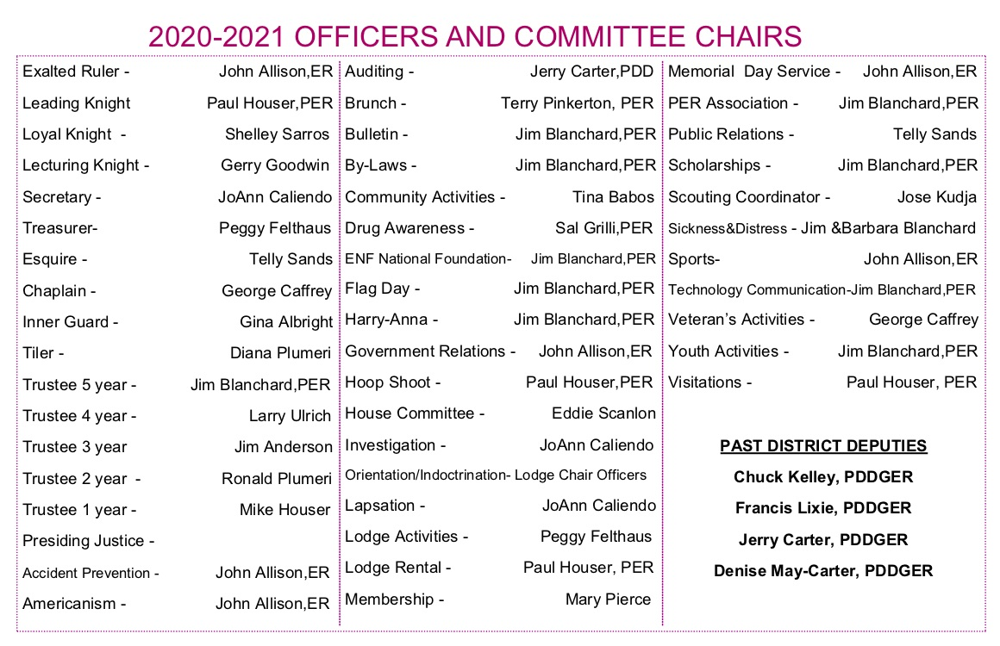 2020-2021 OFFICERS AND COMMITTEE CHAIRS
Exalted Ruler - John Allison,ER
Leading Knight Paul Houser,PER
Loyal Knight - Shelley Sarros
Lecturing Knight - Gerry Goodwin
Secretary - JoAnn Caliendo
Treasurer- Peggy Felthaus
Esquire - Telly Sands
Chaplain - George Caffrey
Inner Guard - Gina Albright
Tiler - Diana Plumeri
Trustee 5 year - Jim Blanchard,PER
Trustee 4 year - Larry Ulrich
Trustee 3 year Jim Anderson
Trustee 2 year - Ronald Plumeri
Trustee 1 year - Mike Houser
Presiding Justice -
Accident Prevention - John Allison,ER
Americanism - John Allison,ER
Auditing - Jerry Carter,PDD
Brunch - Terry Pinkerton, PER
Bulletin - Jim Blanchard,PER
By-Laws - Jim Blanchard,PER
Community Activities - Tina Babos
Drug Awareness - Sal Grilli,PER
ENF National Foundation- Jim Blanchard,PER
Flag Day - Jim Blanchard,PER
Harry-Anna - Jim Blanchard,PER
Government Relations - John Allison,ER
Hoop Shoot - Paul Houser,PER
House Committee - Eddie Scanlon
Investigation - JoAnn Caliendo
Orientation/Indoctrination- Lodge Chair Officers
Lapsation - JoAnn Caliendo
Lodge Activities - Peggy Felthaus
Lodge Rental - Paul Houser, PER
Membership - Mary Pierce
Memorial Day Service - John Allison,ER
PER Association - Jim Blanchard,PER
Public Relations - Telly Sands
Scholarships - Jim Blanchard,PER
Scouting Coordinator - Jose Kudja
Sickness&Distress - Jim &Barbara Blanchard
Sports- John Allison,ER
Technology Communication-Jim Blanchard,PER
Veteran's Activities - George Caffrey
Youth Activities - Jim Blanchard,PER
Visitations - Paul Houser, PER
PAST DISTRICT DEPUTIES
Chuck Kelley, PDDGER
Francis Lixie, PDDGER
Jerry Carter, PDDGER
Denise May-Carter, PDDGER